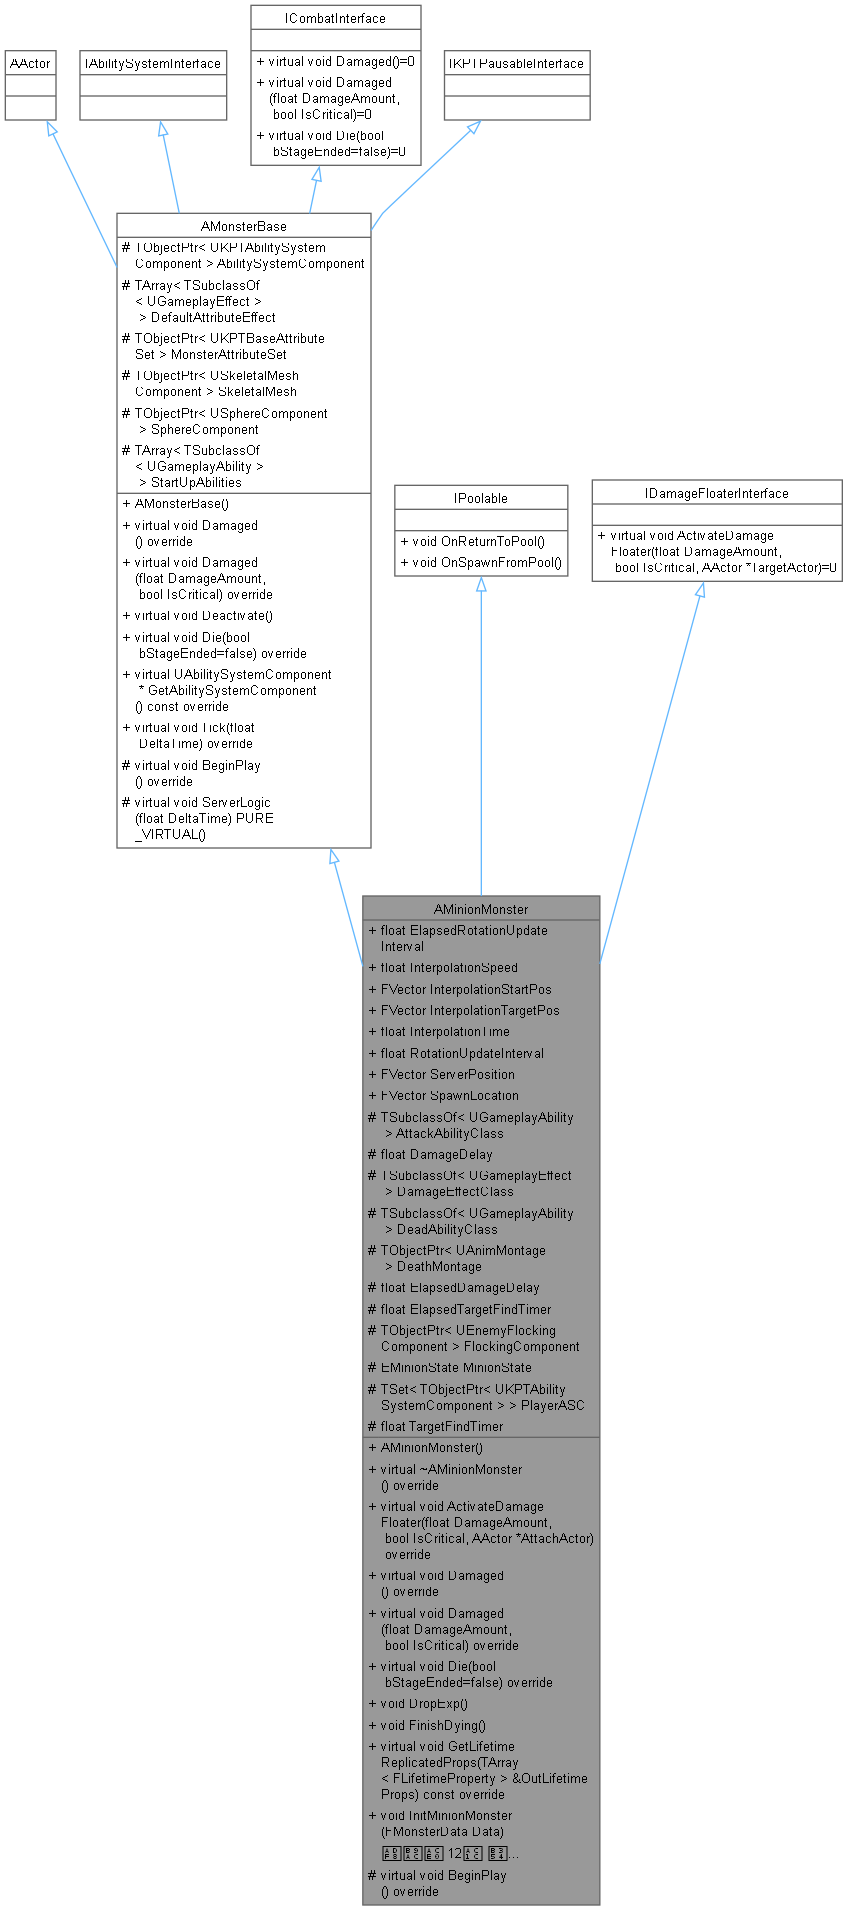 ICombatInterface
+ virtual void Damaged()=0
+ virtual void Damaged
(float DamageAmount,
bool IsCritical)=0
+ virtual void Die(bool
bStageEnded=false)=0
AActor
IAbilitySystemInterface
IKPTPausableInterface
AMonsterBase
# TObjectPtr< UKPTAbilitySystem
Component > AbilitySystemComponent
# TArray< TSubclassOf
< UGameplayEffect >
> DefaultAttributeEffect
# TObjectPtr< UKPTBaseAttribute
Set > MonsterAttributeSet
# TObjectPtr< USkeletalMesh
Component > SkeletalMesh
# TObjectPtr< USphereComponent
> SphereComponent
# TArray< TSubclassOf
< UGameplayAbility >
> StartUpAbilities
+ AMonsterBase()
+ virtual void Damaged
() override
+ virtual void Damaged
(float DamageAmount,
bool IsCritical) override
+ virtual void Deactivate()
+ virtual void Die(bool
bStageEnded=false) override
+ virtual UAbilitySystemComponent
* GetAbilitySystemComponent
() const override
+ virtual void Tick(float
DeltaTime) override
# virtual void BeginPlay
() override
# virtual void ServerLogic
(float DeltaTime) PURE
_VIRTUAL()
IPoolable
+ void OnReturnToPool()
+ void OnSpawnFromPool()
IDamageFloaterInterface
+ virtual void ActivateDamage
Floater(float DamageAmount,
bool IsCritical, AActor *TargetActor)=0
AMinionMonster
+ float ElapsedRotationUpdate
Interval
+ float InterpolationSpeed
+ FVector InterpolationStartPos
+ FVector InterpolationTargetPos
+ float InterpolationTime
+ float RotationUpdateInterval
+ FVector ServerPosition
+ FVector SpawnLocation
# TSubclassOf< UGameplayAbility
> AttackAbilityClass
# float DamageDelay
# TSubclassOf< UGameplayEffect
> DamageEffectClass
# TSubclassOf< UGameplayAbility
> DeadAbilityClass
# TObjectPtr< UAnimMontage
> DeathMontage
# float ElapsedDamageDelay
# float ElapsedTargetFindTimer
# TObjectPtr< UEnemyFlocking
Component > FlockingComponent
# EMinionState MinionState
# TSet< TObjectPtr< UKPTAbility
SystemComponent > > PlayerASC
# float TargetFindTimer
+ AMinionMonster()
+ virtual ~AMinionMonster
() override
+ virtual void ActivateDamage
Floater(float DamageAmount,
bool IsCritical, AActor *AttachActor)
override
+ virtual void Damaged
() override
+ virtual void Damaged
(float DamageAmount,
bool IsCritical) override
+ virtual void Die(bool
bStageEnded=false) override
+ void DropExp()
+ void FinishDying()
+ virtual void GetLifetime
ReplicatedProps(TArray
< FLifetimeProperty > &OutLifetime
Props) const override
+ void InitMinionMonster
(FMonsterData Data)
12 ...
# virtual void BeginPlay
() override